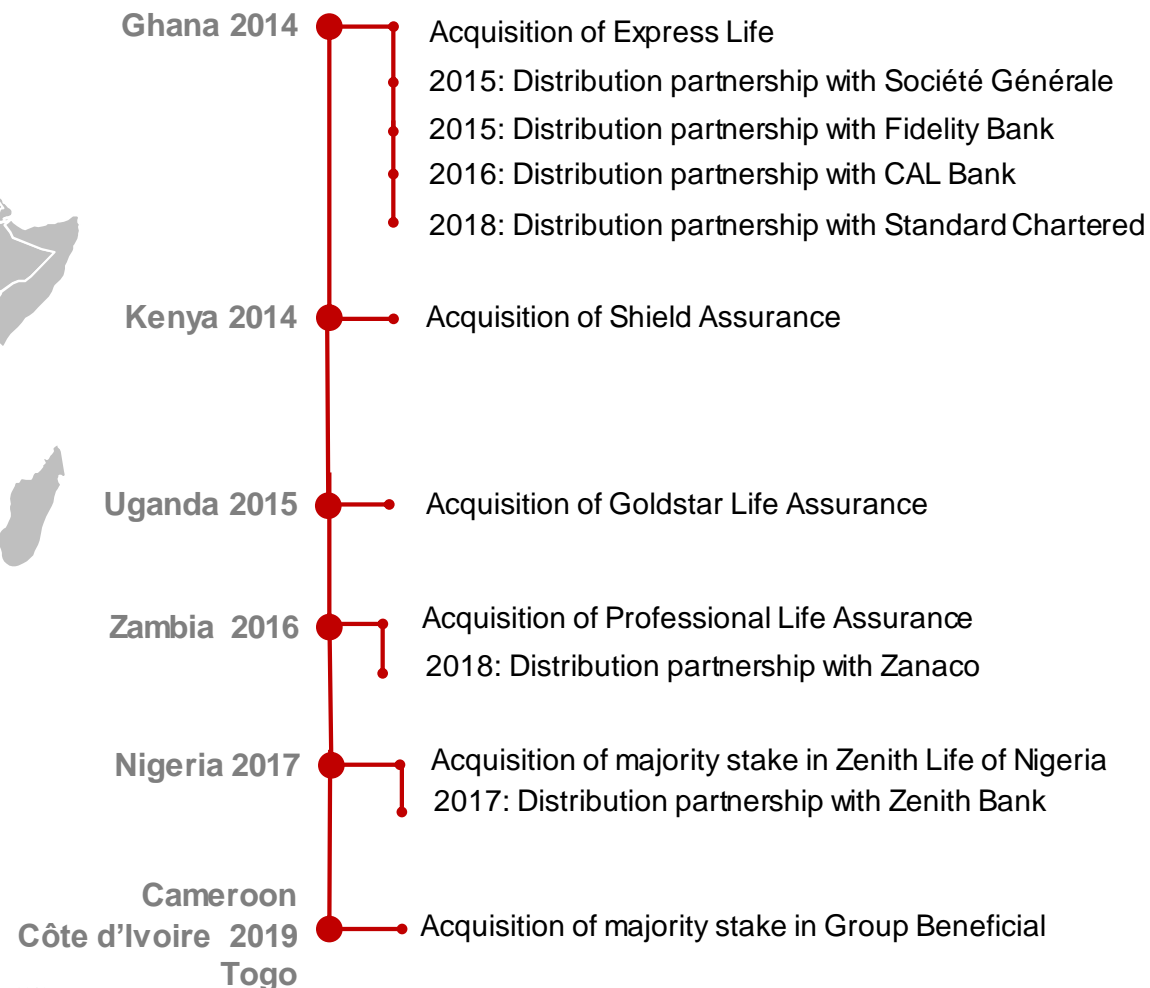 Ghana 2014
Acquisition of Express Life
2015: Distribution partnership with Société Générale
2015: Distribution partnership with Fidelity Bank
2016: Distribution partnership with CAL Bank
2018: Distribution partnership with Standard Chartered
Kenya 2014
Acquisition of Shield Assurance
Uganda 2015
Acquisition of Goldstar Life Assurance
Zambia 2016
Acquisition of Professional Life Assurance
2018: Distribution partnership with Zanaco
Nigeria 2017
Acquisition of majority stake in Zenith Life of Nigeria
2017: Distribution partnership with Zenith Bank
Cameroon
Côte d’Ivoire 2019
Togo
Acquisition of majority stake in Group Beneficial